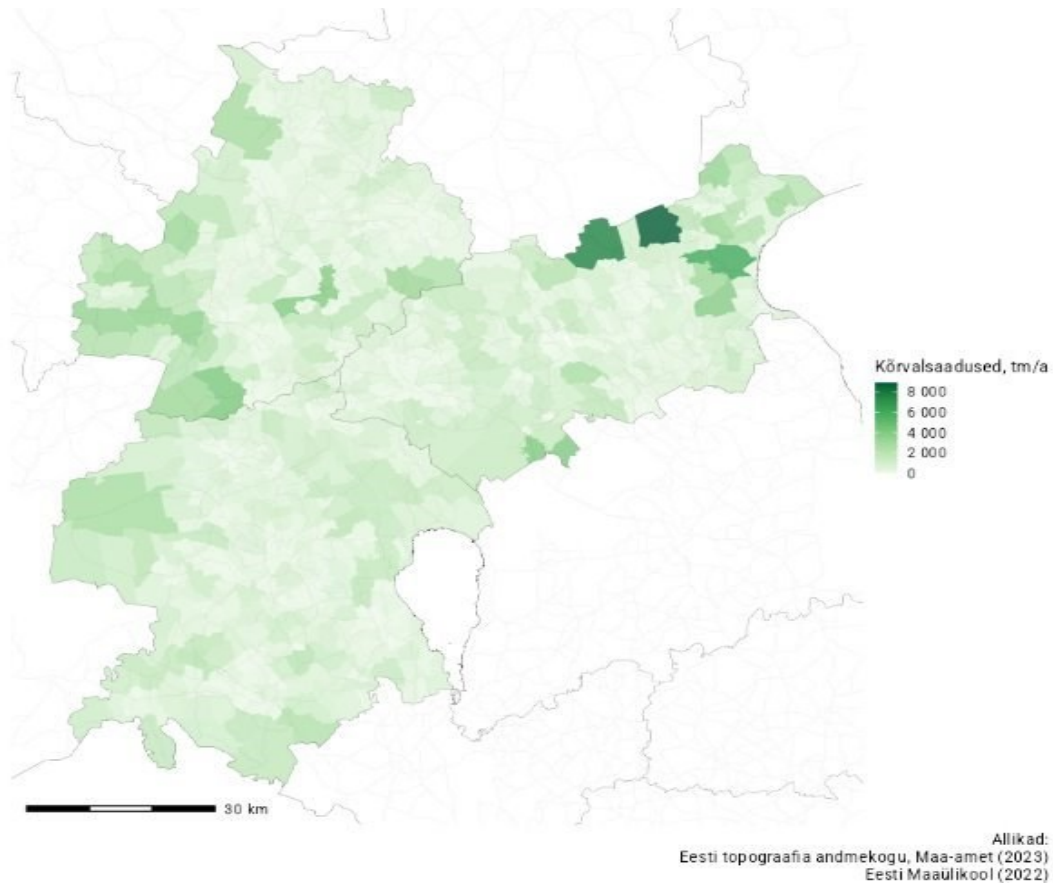 Kõrvalsaadused, tm/a
8 000
6 000
4 000
2 000
0
30 km
Allikad:
Eesti topograafia andmekogu, Maa-amet (2023)
Eesti Maaülikool (2022)